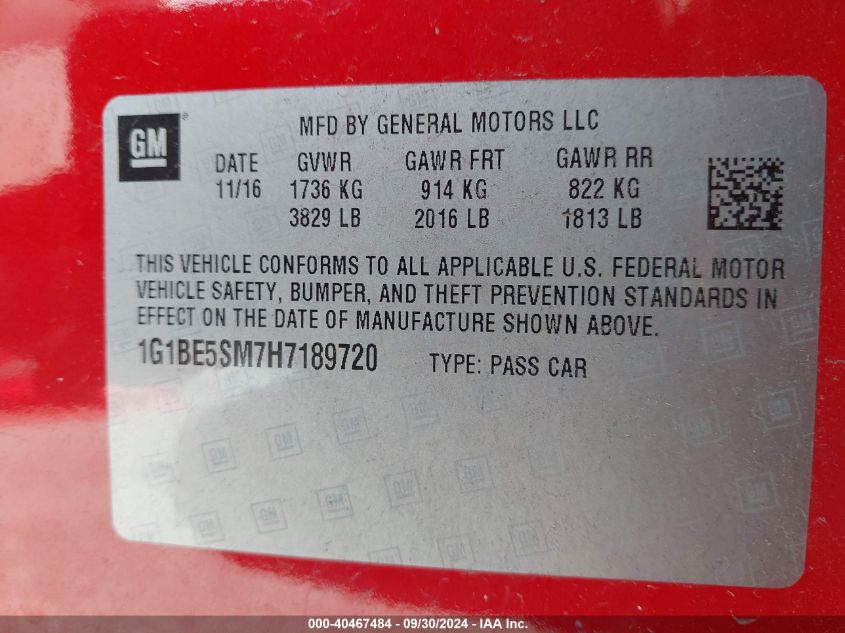 GM
MFD BY GENERAL MOTORS LLC
DATE GVWR GAWR FRT GAWR RR
11/16 1736 KG 914 KG 822 KG
3829 LB 2016 LB 1813 LB
THIS VEHICLE CONFORMS TO ALL APPLICABLE U.S. FEDERAL MOTOR
VEHICLE SAFETY, BUMPER, AND THEFT PREVENTION STANDARDS IN
EFFECT ON THE DATE OF MANUFACTURE SHOWN ABOVE.
1G1BE5SM7H7189720 TYPE: PASS CAR
000-40467484 - 09/30/2024 - IAA Inc.